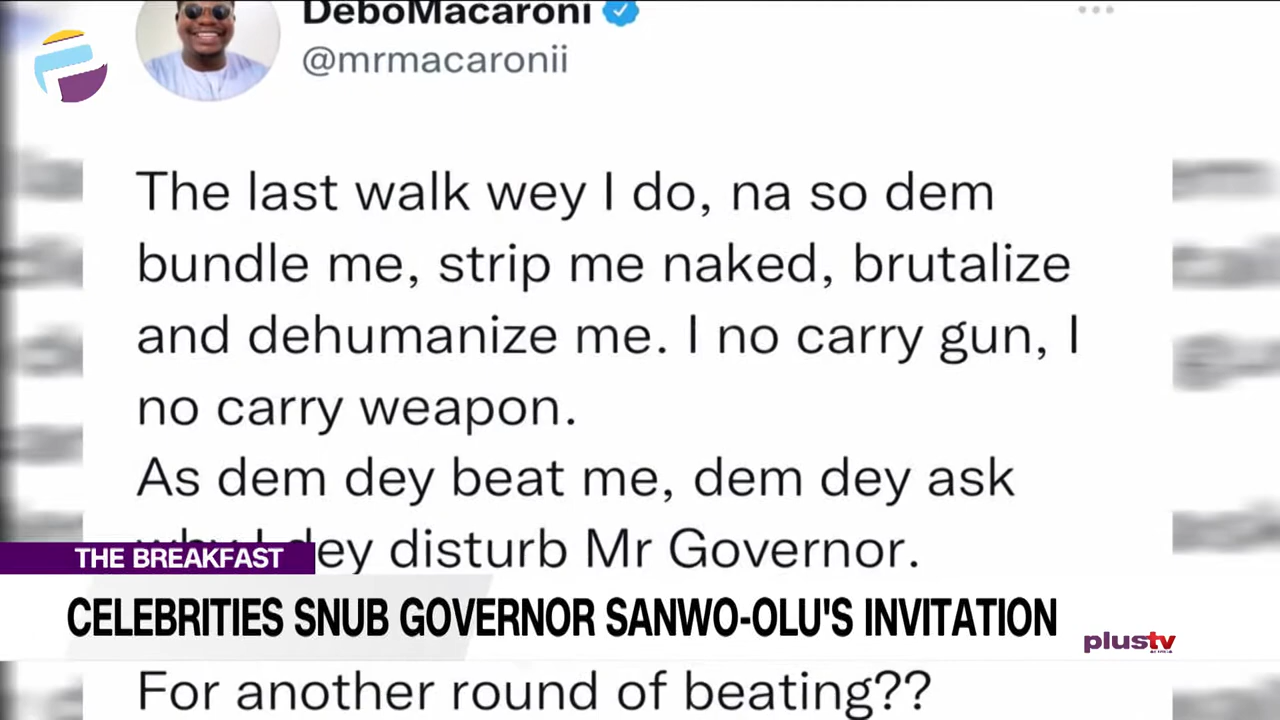 DeboMacaroni
@mrmacaronii
The last walk wey I do, na so dem
bundle me, strip me naked, brutalize
and dehumanize me. I no carry gun, I
no carry weapon.
As dem dey beat me, dem dey ask
why I dey disturb Mr Governor.
THE BREAKFAST
CELEBRITIES SNUB GOVERNOR SANWO-OLU'S INVITATION
plustv
For another round of beating??